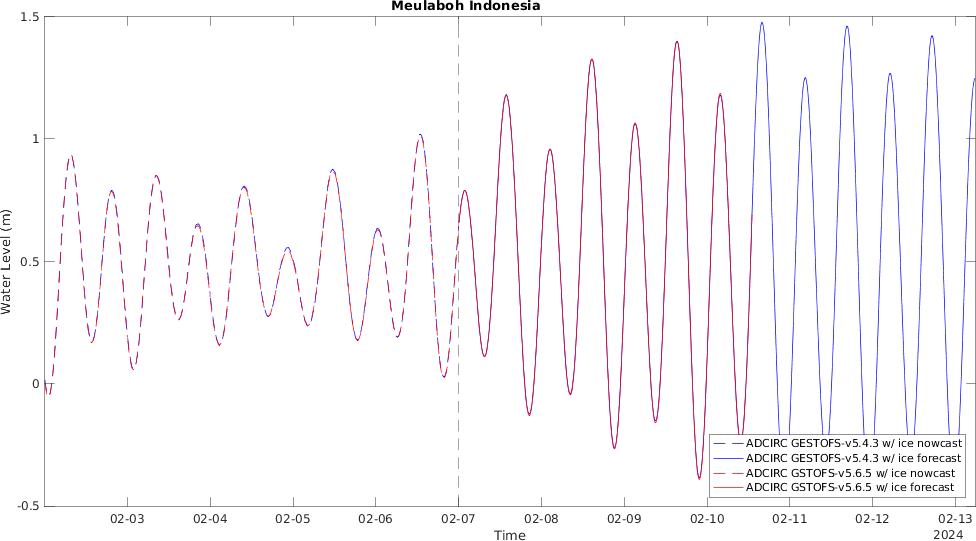 Meulaboh Indonesia
1.5
1
0.5
0
-0.5
Water Level (m)
02-03 02-04 02-05 02-06 02-07 02-08 02-09 02-10 02-11 02-12 02-13
Time
2024
ADCIRC GESTOFS-v5.4.3 w/ ice nowcast
ADCIRC GESTOFS-v5.4.3 w/ ice forecast
ADCIRC GSTOFS-v5.6.5 w/ ice nowcast
ADCIRC GSTOFS-v5.6.5 w/ ice forecast